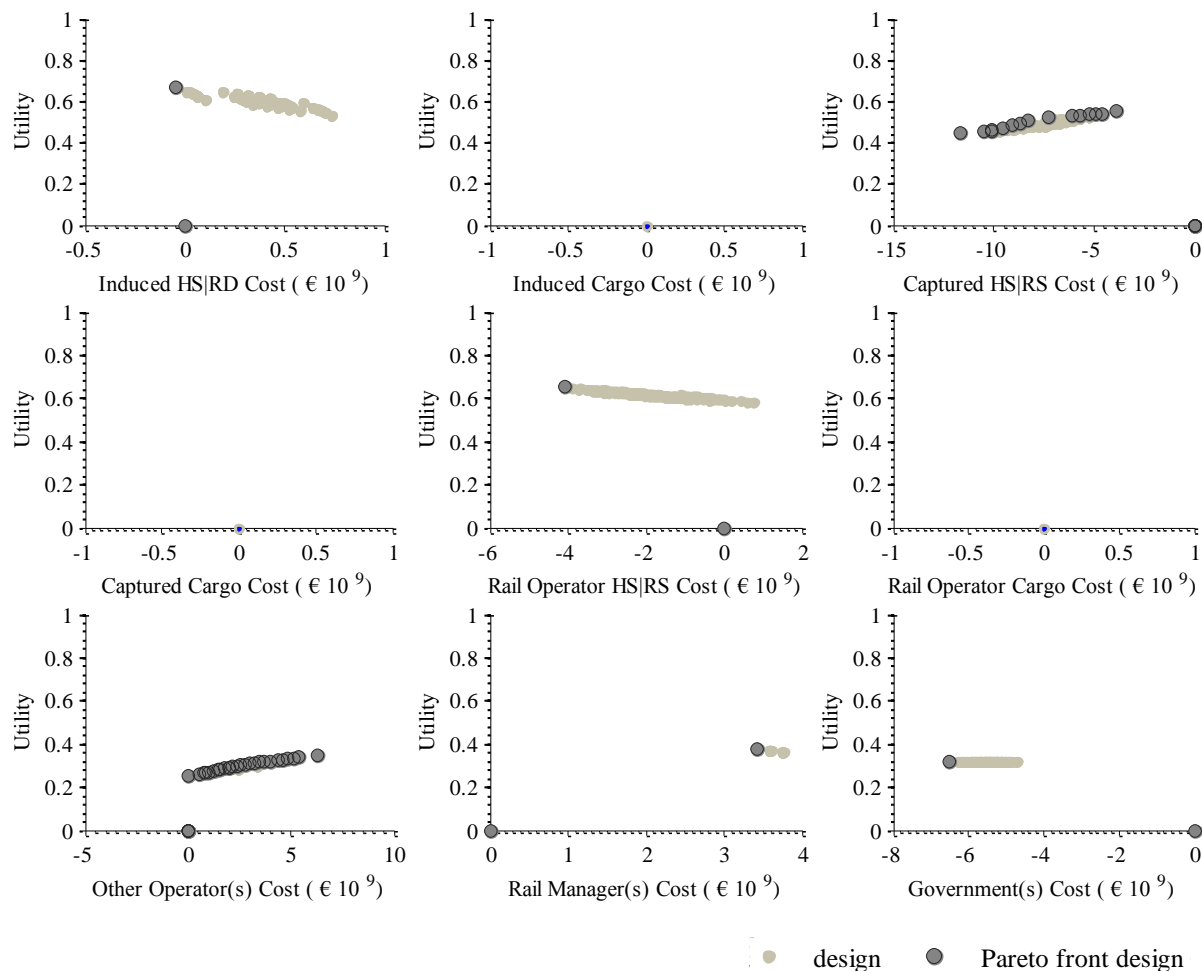 1 1 1
0.8 0.8 0.8
0.6 0.6 0.6
0.4 0.4 0.4
0.2 0.2 0.2
0 0 0
Utility Utility Utility
-0.5 0 0.5 1 -1 -0.5 0 0.5 1 -15 -10 -5 0
Induced HS|RD Cost ( € 10 9) Induced Cargo Cost ( € 10 9) Captured HS|RS Cost ( € 10 9)
1 1 1
0.8 0.8 0.8
0.6 0.6 0.6
0.4 0.4 0.4
0.2 0.2 0.2
0 0 0
Utility Utility Utility
-1 -0.5 0 0.5 1 -6 -4 -2 0 2 -1 -0.5 0 0.5 1
Captured Cargo Cost ( € 10 9) Rail Operator HS|RS Cost ( € 10 9) Rail Operator Cargo Cost ( € 10 9)
1 1 1
0.8 0.8 0.8
0.6 0.6 0.6
0.4 0.4 0.4
0.2 0.2 0.2
0 0 0
Utility Utility Utility
-5 0 5 10 0 1 2 3 4 -8 -6 -4 -2 0
Other Operator(s) Cost ( € 10 9) Rail Manager(s) Cost ( € 10 9) Government(s) Cost ( € 10 9)
design Pareto front design